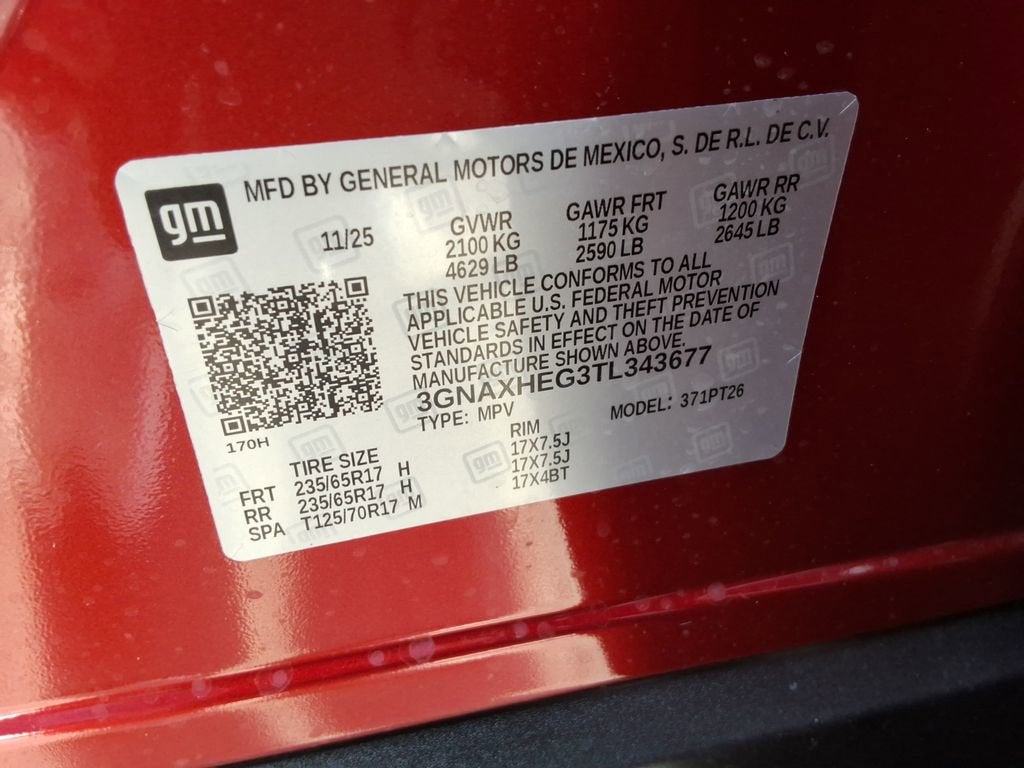 gm
MFD BY GENERAL MOTORS DE MEXICO, S. DE R.L. DE C.V.
11/25
GVWR
2100 KG
4629 LB
GAWR FRT
1175 KG
2590 LB
GAWR RR
1200 KG
2645 LB
THIS VEHICLE CONFORMS TO ALL
APPLICABLE U.S. FEDERAL MOTOR
VEHICLE SAFETY AND THEFT PREVENTION
STANDARDS IN EFFECT ON THE DATE OF
MANUFACTURE SHOWN ABOVE.
3GNAXHEG3TL343677
TYPE: MPV MODEL: 371PT26
170H
TIRE SIZE RIM
FRT 235/65R17 H 17X7.5J
RR 235/65R17 H 17X7.5J
SPA T125/70R17 M 17X4BT